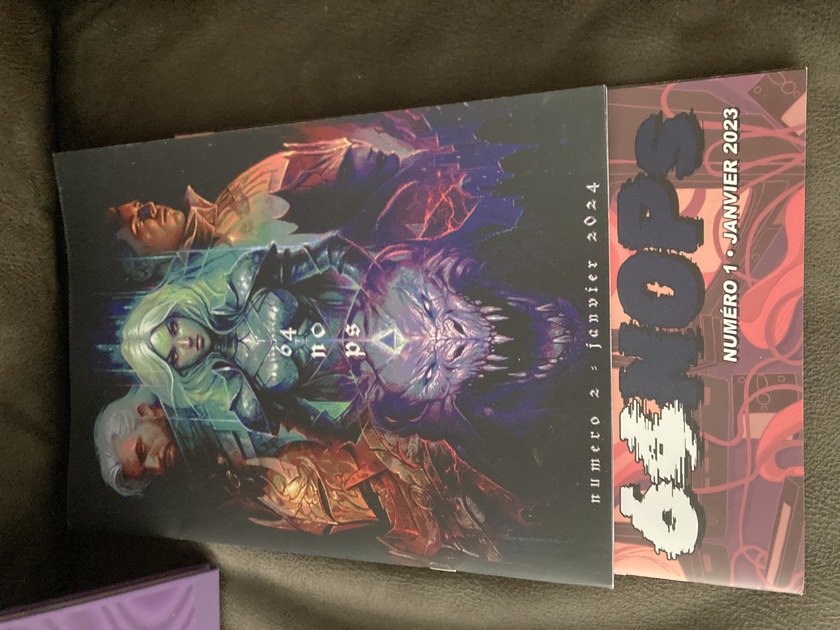 64
no
ps
numero 2 - janvier 2024
64NOPs
NUMÉRO 1 • JANVIER 2023